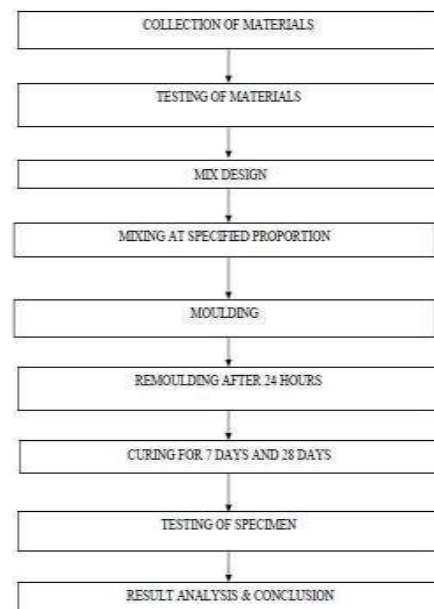 COLLECTION OF MATERIALS
TESTING OF MATERIALS
MIX DESIGN
MIXING AT SPECIFIED PROPORTION
MOULDING
REMOULDING AFTER 24 HOURS
CURING FOR 7 DAYS AND 28 DAYS
TESTING OF SPECIMEN
RESULT ANALYSIS & CONCLUSION